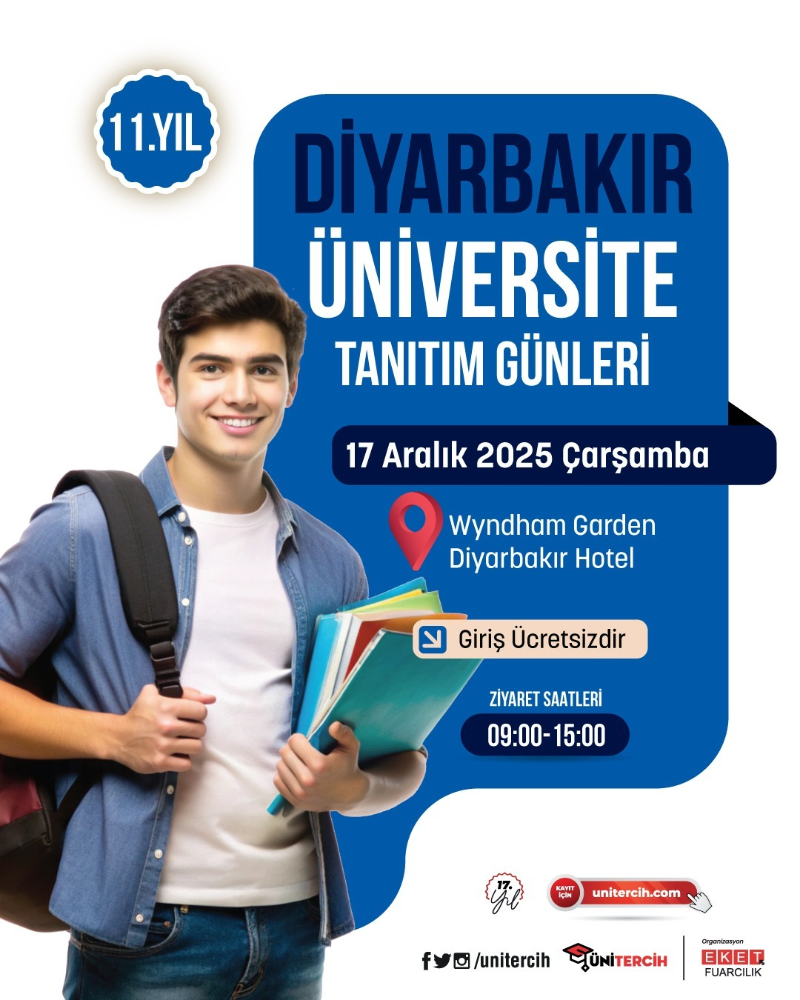 11.YIL
DİYARBAKIR
ÜNİVERSİTE
TANITIM GÜNLERİ
17 Aralık 2025 Çarşamba
Wyndham Garden
Diyarbakır Hotel
Giriş Ücretsizdir
ZİYARET SAATLERİ
09:00-15:00
17.
Yıl
KAYIT
İÇİN
unitercih.com
/unitercih
ÜNİTERCİH
Organizasyon
EKET
FUARCILIK